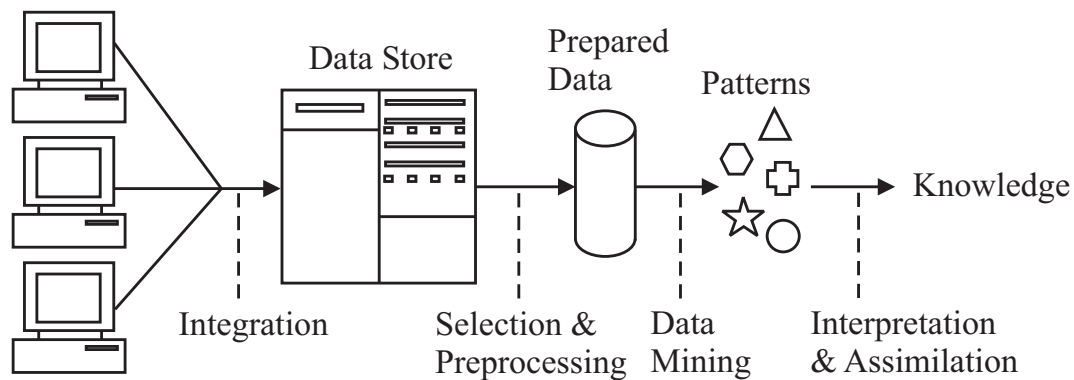 Data Store
Prepared
Data
Patterns
Knowledge
Integration
Selection &
Preprocessing
Data
Mining
Interpretation
& Assimilation